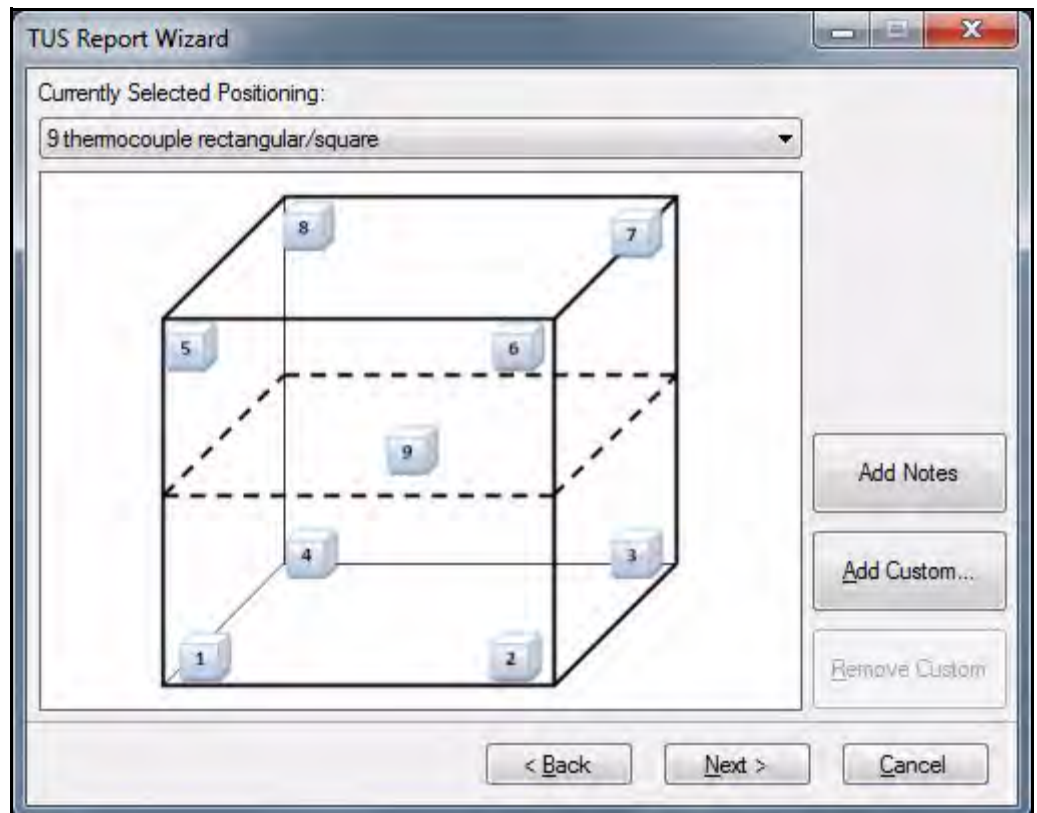 TUS Report Wizard
Currently Selected Positioning:
9 thermocouple rectangular/square
8
7
5
6
9
Add Notes
4
3
Add Custom...
1
2
Remove Custom
< Back
Next >
Cancel